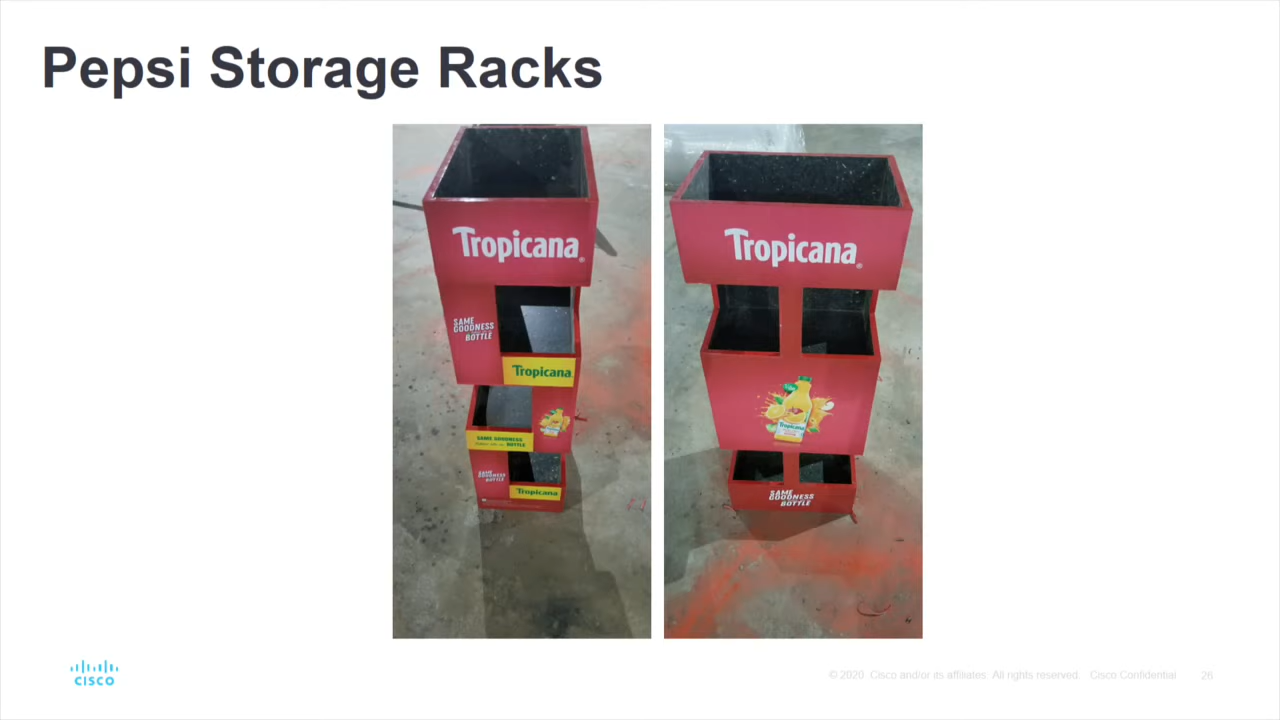 Pepsi Storage Racks
Tropicana®
SAME
GOODNESS
BOTTLE
Tropicana
SAME GOODNESS
BOTTLE
SAME
GOODNESS
BOTTLE
Tropicana
Tropicana®
Tropicana
SAME
GOODNESS
BOTTLE
CISCO
© 2020 Cisco and/or its affiliates. All rights reserved. Cisco Confidential
26